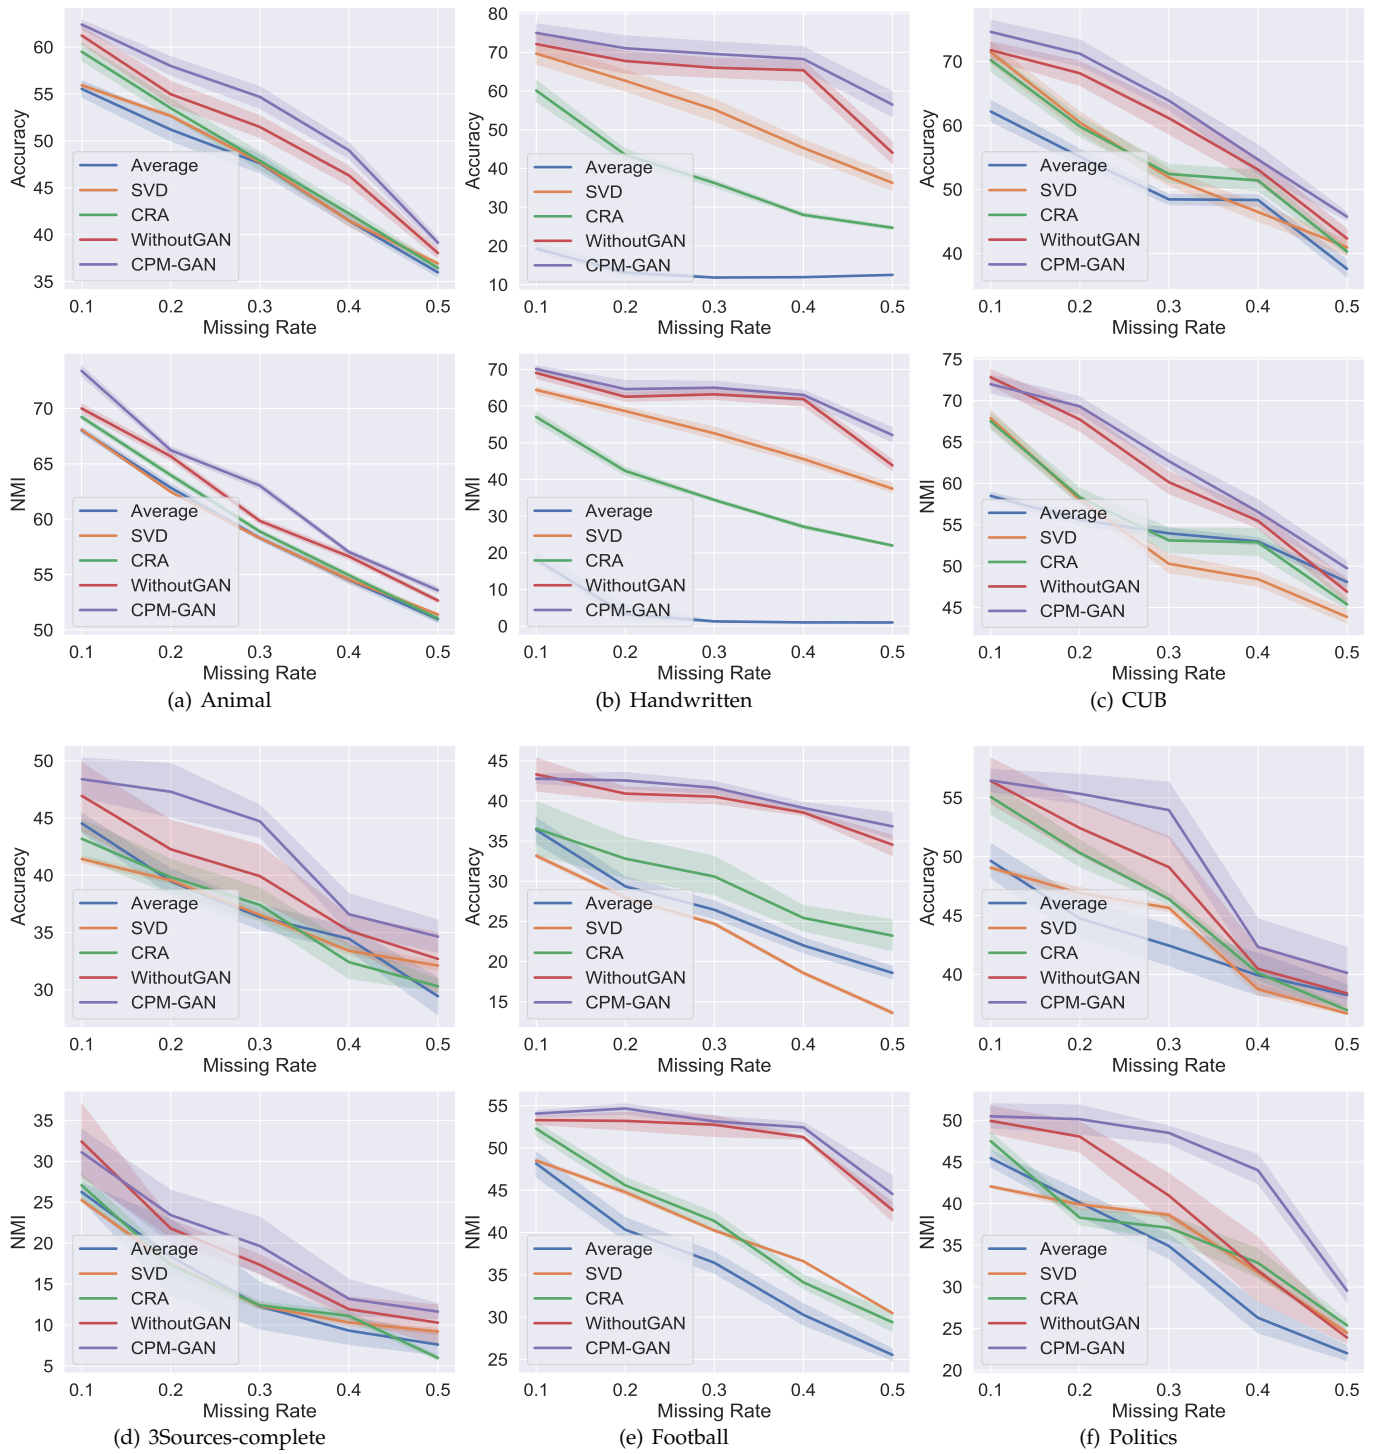 60
55
50
45
40
35
Accuracy
Average
SVD
CRA
WithoutGAN
CPM-GAN
0.1 0.2 0.3 0.4 0.5
Missing Rate
80
70
60
50
40
30
20
10
Accuracy
Average
SVD
CRA
WithoutGAN
CPM-GAN
0.1 0.2 0.3 0.4 0.5
Missing Rate
70
60
50
40
Accuracy
Average
SVD
CRA
WithoutGAN
CPM-GAN
0.1 0.2 0.3 0.4 0.5
Missing Rate
70
65
60
55
50
NMI
Average
SVD
CRA
WithoutGAN
CPM-GAN
0.1 0.2 0.3 0.4 0.5
Missing Rate
(a) Animal
70
60
50
40
30
20
10
0
NMI
Average
SVD
CRA
WithoutGAN
CPM-GAN
0.1 0.2 0.3 0.4 0.5
Missing Rate
(b) Handwritten
75
70
65
60
55
50
45
NMI
Average
SVD
CRA
WithoutGAN
CPM-GAN
0.1 0.2 0.3 0.4 0.5
Missing Rate
(c) CUB
50
45
40
35
30
Accuracy
Average
SVD
CRA
WithoutGAN
CPM-GAN
0.1 0.2 0.3 0.4 0.5
Missing Rate
45
40
35
30
25
20
15
Accuracy
Average
SVD
CRA
WithoutGAN
CPM-GAN
0.1 0.2 0.3 0.4 0.5
Missing Rate
55
50
45
40
Accuracy
Average
SVD
CRA
WithoutGAN
CPM-GAN
0.1 0.2 0.3 0.4 0.5
Missing Rate
35
30
25
20
15
10
5
NMI
Average
SVD
CRA
WithoutGAN
CPM-GAN
0.1 0.2 0.3 0.4 0.5
Missing Rate
(d) 3Sources-complete
55
50
45
40
35
30
25
NMI
Average
SVD
CRA
WithoutGAN
CPM-GAN
0.1 0.2 0.3 0.4 0.5
Missing Rate
(e) Football
50
45
40
35
30
25
20
NMI
Average
SVD
CRA
WithoutGAN
CPM-GAN
0.1 0.2 0.3 0.4 0.5
Missing Rate
(f) Politics